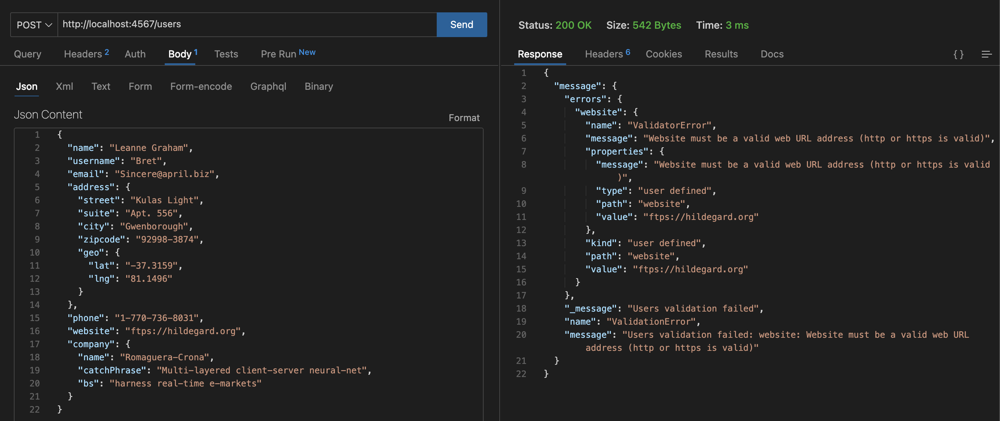 POST http://localhost:4567/users Send
Query Headers 2 Auth Body 1 Tests Pre Run New
Json Xml Text Form Form-encode Graphql Binary
Json Content
Format
1 {
2 "name": "Leanne Graham",
3 "username": "Bret",
4 "email": "Sincere@april.biz",
5 "address": {
6 "street": "Kulas Light",
7 "suite": "Apt. 556",
8 "city": "Gwenborough",
9 "zipcode": "92998-3874",
10 "geo": {
11 "lat": "-37.3159",
12 "lng": "81.1496"
13 }
14 },
15 "phone": "1-770-736-8031",
16 "website": "ftps://hildegard.org",
17 "company": {
18 "name": "Romaguera-Crona",
19 "catchPhrase": "Multi-layered client-server neural-net",
20 "bs": "harness real-time e-markets"
21 }
22 }
Status: 200 OK Size: 542 Bytes Time: 3 ms
Response Headers 6 Cookies Results Docs { }
1 {
2 "message": {
3 "errors": {
4 "website": {
5 "name": "ValidatorError",
6 "message": "Website must be a valid web URL address (http or https is valid)",
7 "properties": {
8 "message": "Website must be a valid web URL address (http or https is valid
)",
9 "type": "user defined",
10 "path": "website",
11 "value": "ftps://hildegard.org"
12 },
13 "kind": "user defined",
14 "path": "website",
15 "value": "ftps://hildegard.org"
16 }
17 },
18 "_message": "Users validation failed",
19 "name": "ValidationError",
20 "message": "Users validation failed: website: Website must be a valid web URL
address (http or https is valid)"
21 }
22 }